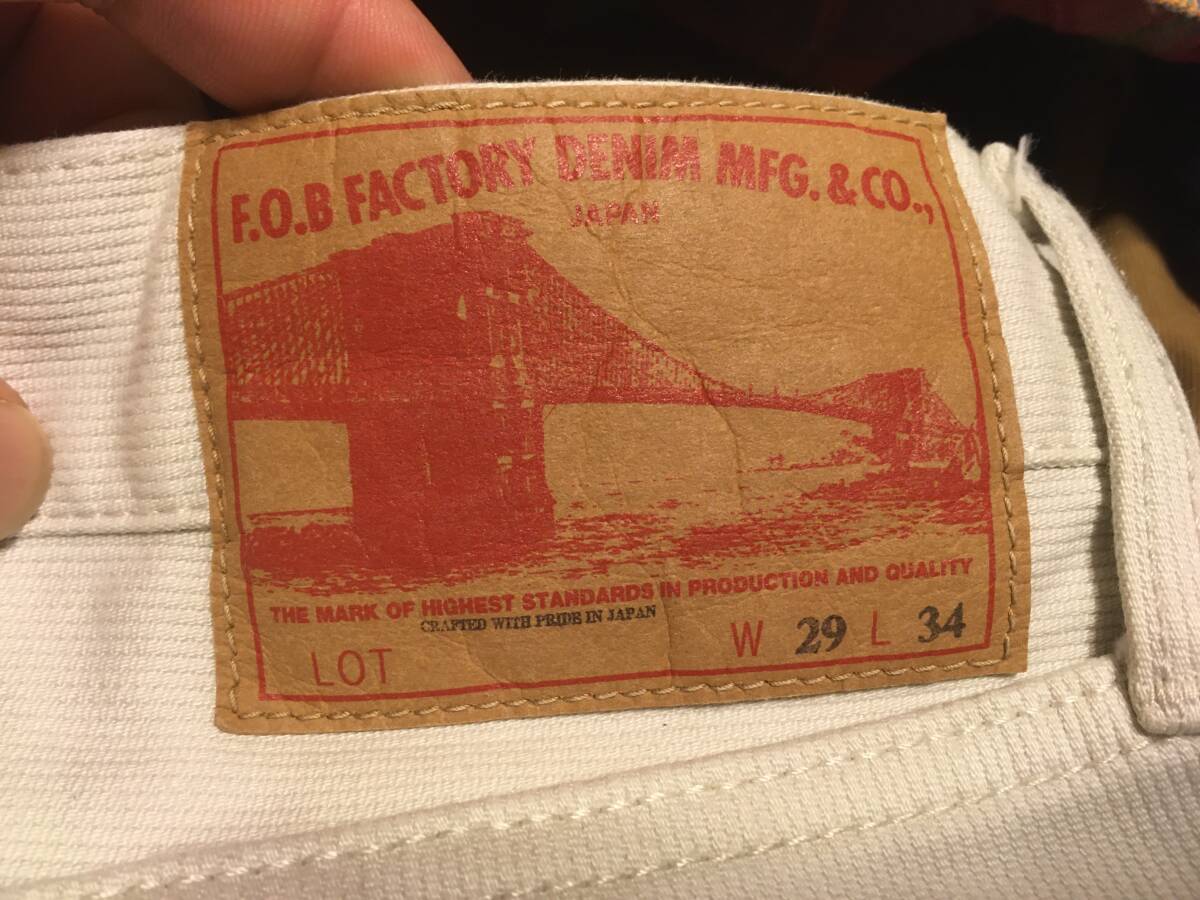 F.O.B FACTORY DENIM MFG. & CO.,
JAPAN
THE MARK OF HIGHEST STANDARDS IN PRODUCTION AND QUALITY
CRAFTED WITH PRIDE IN JAPAN
LOT W 29 L 34